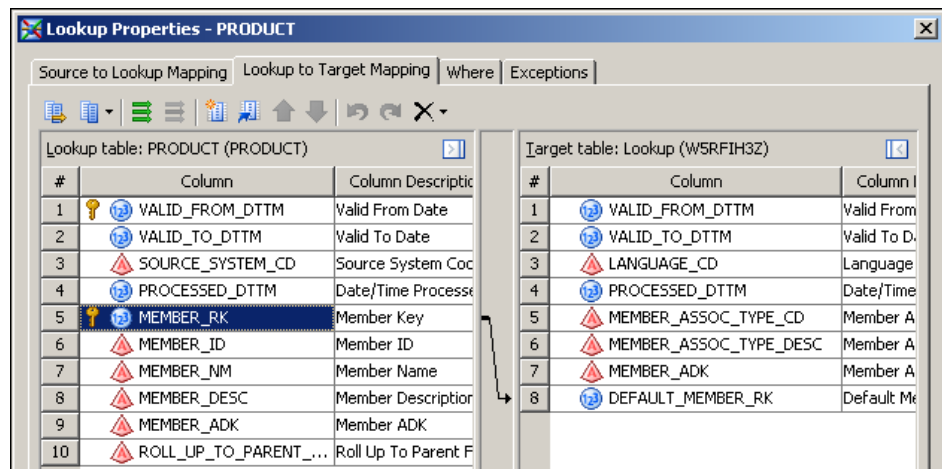 Lookup Properties - PRODUCT
Source to Lookup Mapping Lookup to Target Mapping Where Exceptions
Lookup table: PRODUCT (PRODUCT) Target table: Lookup (W5RFIH3Z)
# Column Column Descriptic # Column Column
1 VALID_FROM_DTTM Valid From Date 1 VALID_FROM_DTTM Valid From
2 VALID_TO_DTTM Valid To Date 2 VALID_TO_DTTM Valid To
3 SOURCE_SYSTEM_CD Source System Coc 3 LANGUAGE_CD Language
4 PROCESSED_DTTM Date/Time Processe 4 PROCESSED_DTTM Date/Time
5 MEMBER_RK Member Key 5 MEMBER_ASSOC_TYPE_CD Member A
6 MEMBER_ID Member ID 6 MEMBER_ASSOC_TYPE_DESC Member A
7 MEMBER_NM Member Name 7 MEMBER_ADK Member A
8 MEMBER_DESC Member Description 8 DEFAULT_MEMBER_RK Default Me
9 MEMBER_ADK Member ADK
10 ROLL_UP_TO_PARENT_... Roll Up To Parent F